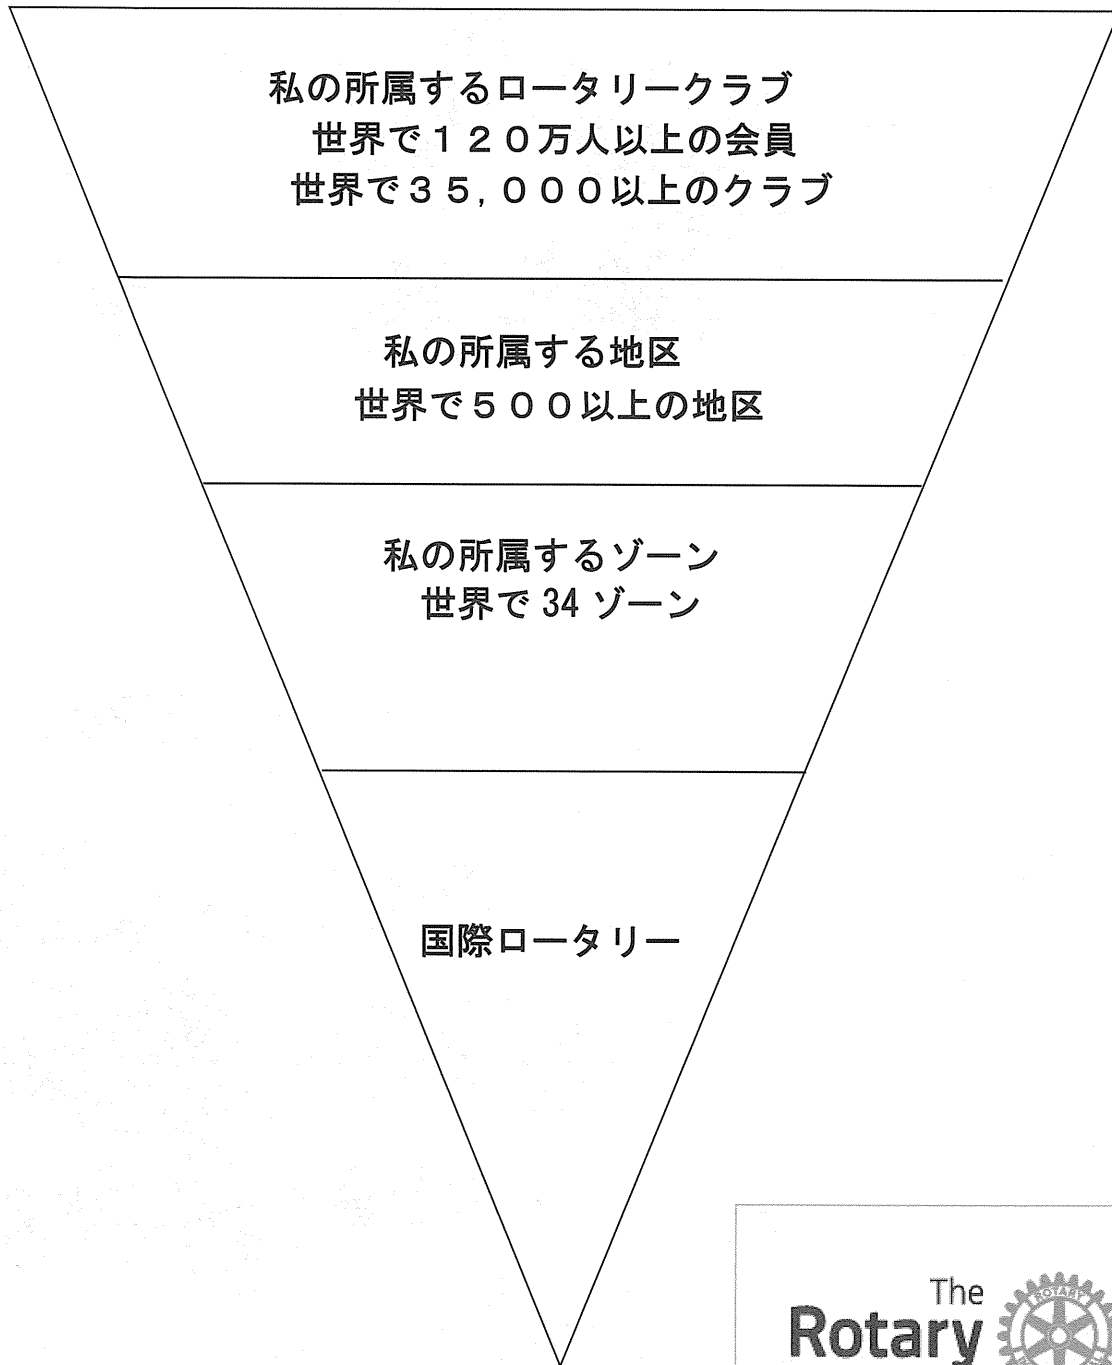 私の所属するロータリークラブ
世界で１２０万人以上の会員
世界で３５,０００以上のクラブ
私の所属する地区
世界で５００以上の地区
私の所属するゾーン
世界で 34 ゾーン
国際ロータリー
The
Rotary
ROTARY